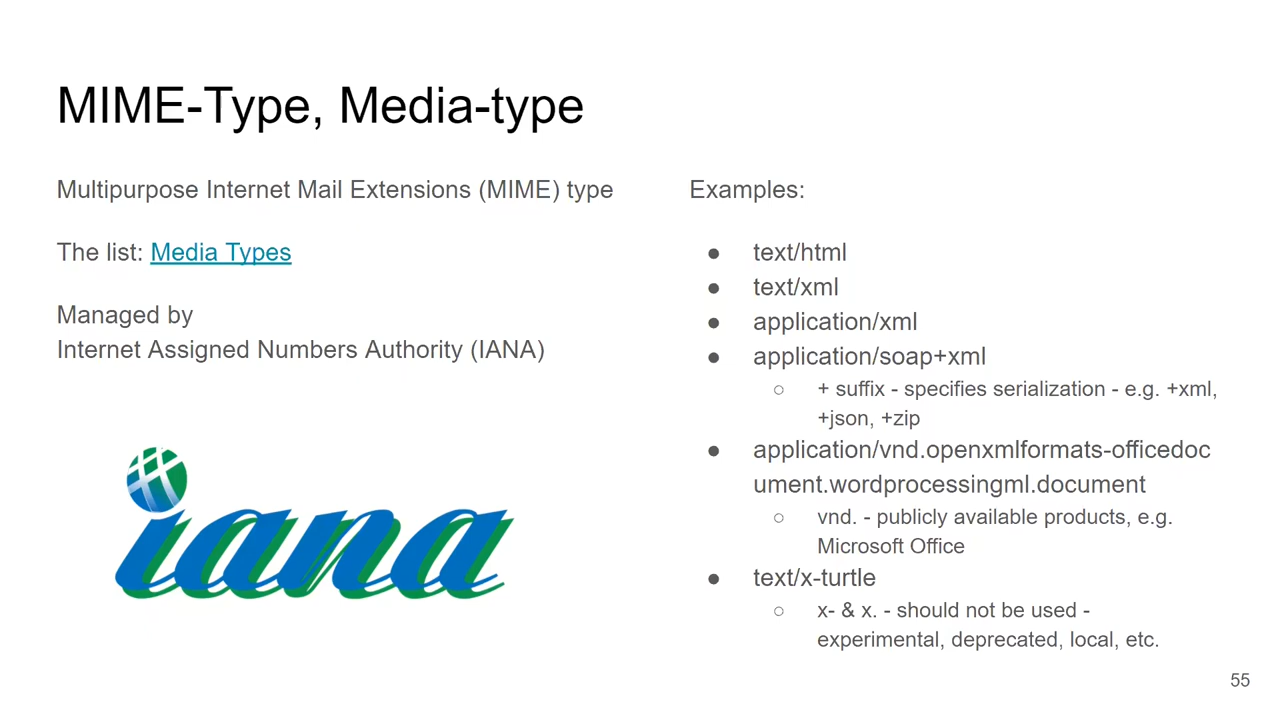 MIME-Type, Media-type
Multipurpose Internet Mail Extensions (MIME) type
The list: Media Types
Managed by
Internet Assigned Numbers Authority (IANA)
iana
Examples:
● text/html
● text/xml
● application/xml
● application/soap+xml
○ + suffix - specifies serialization - e.g. +xml,
+json, +zip
● application/vnd.openxmlformats-officedoc
ument.wordprocessingml.document
○ vnd. - publicly available products, e.g.
Microsoft Office
● text/x-turtle
○ x- & x. - should not be used -
experimental, deprecated, local, etc.
55